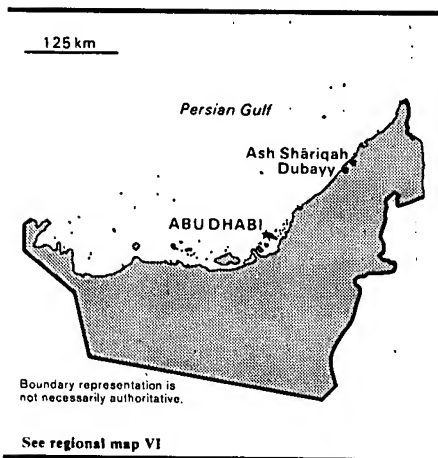 125 km
Persian Gulf
Ash Shāriqah
Dubayy
ABU DHABI
Boundary representation is
not necessarily authoritative.
See regional map VI